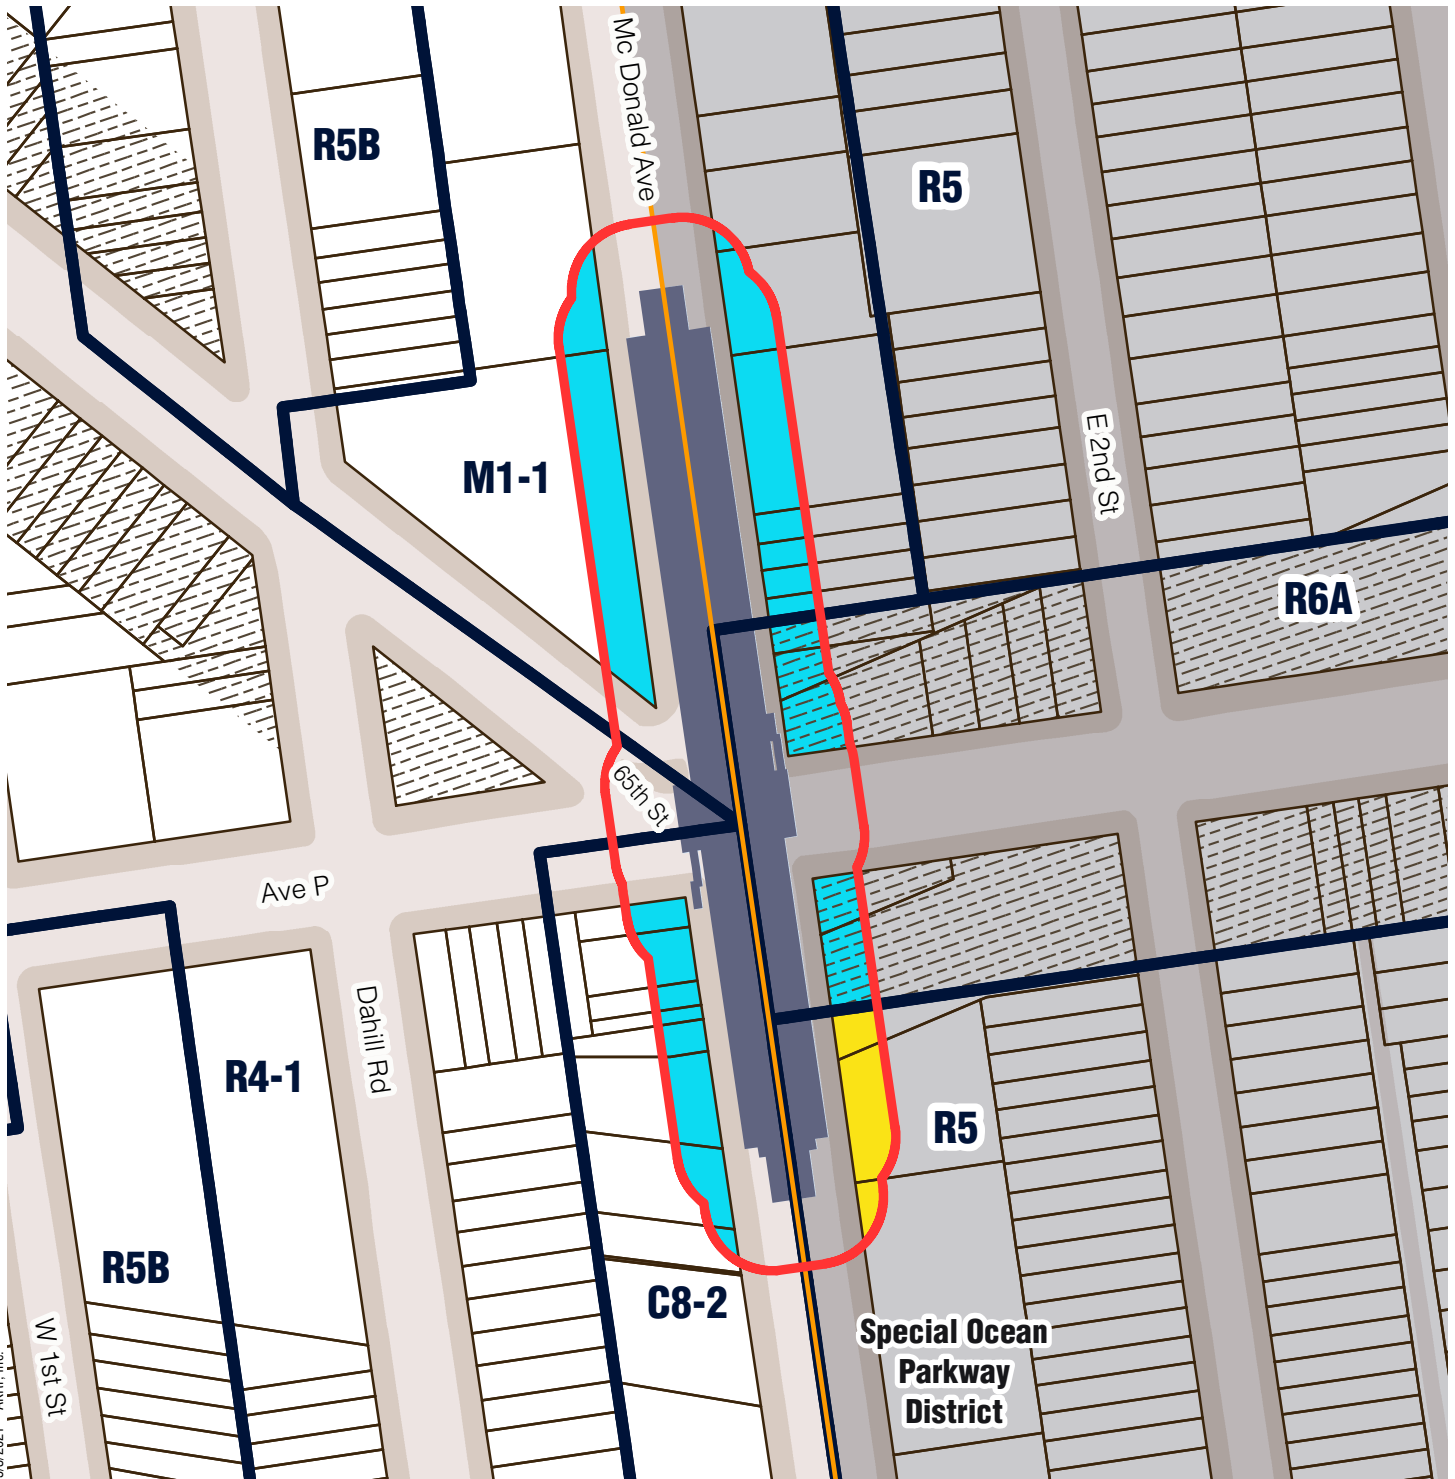 Mc Donald Ave
R5B
R5
E 2nd St
M1-1
R6A
65th St
Ave P
Dahill Rd
R4-1
R5
R5B
C8-2
W 1st St
Special Ocean
Parkway
District